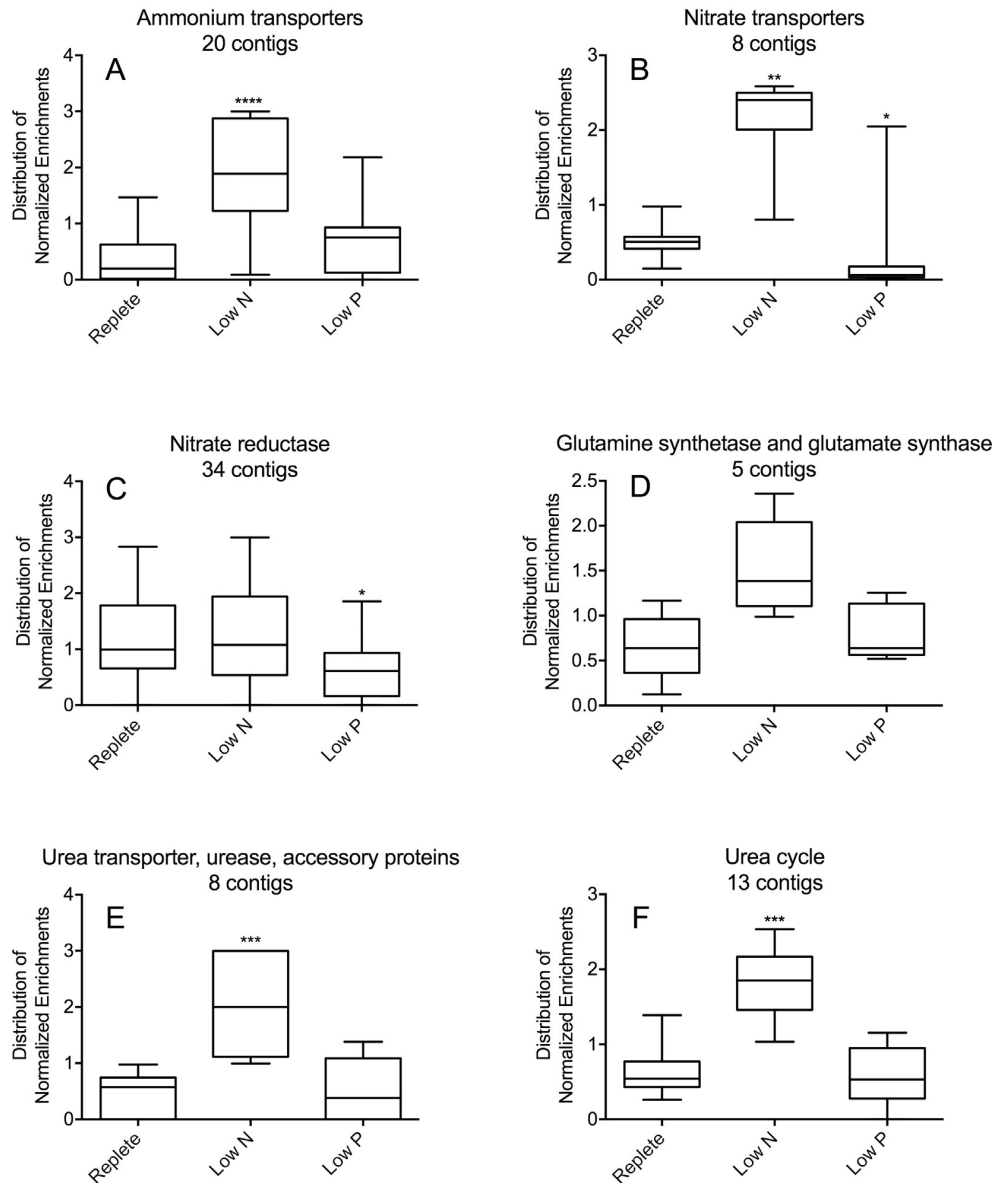 Ammonium transporters
20 contigs
A
4
3
2
1
0
Distribution of
Normalized Enrichments
****
Replete
Low N
Low P
Nitrate transporters
8 contigs
B
3
2
1
0
Distribution of
Normalized Enrichments
**
*
Replete
Low N
Low P
Nitrate reductase
34 contigs
C
4
3
2
1
0
Distribution of
Normalized Enrichments
*
Replete
Low N
Low P
Glutamine synthetase and glutamate synthase
5 contigs
D
2.5
2.0
1.5
1.0
0.5
0.0
Distribution of
Normalized Enrichments
Replete
Low N
Low P
Urea transporter, urease, accessory proteins
8 contigs
E
4
3
2
1
0
Distribution of
Normalized Enrichments
***
Replete
Low N
Low P
Urea cycle
13 contigs
F
3
2
1
0
Distribution of
Normalized Enrichments
***
Replete
Low N
Low P